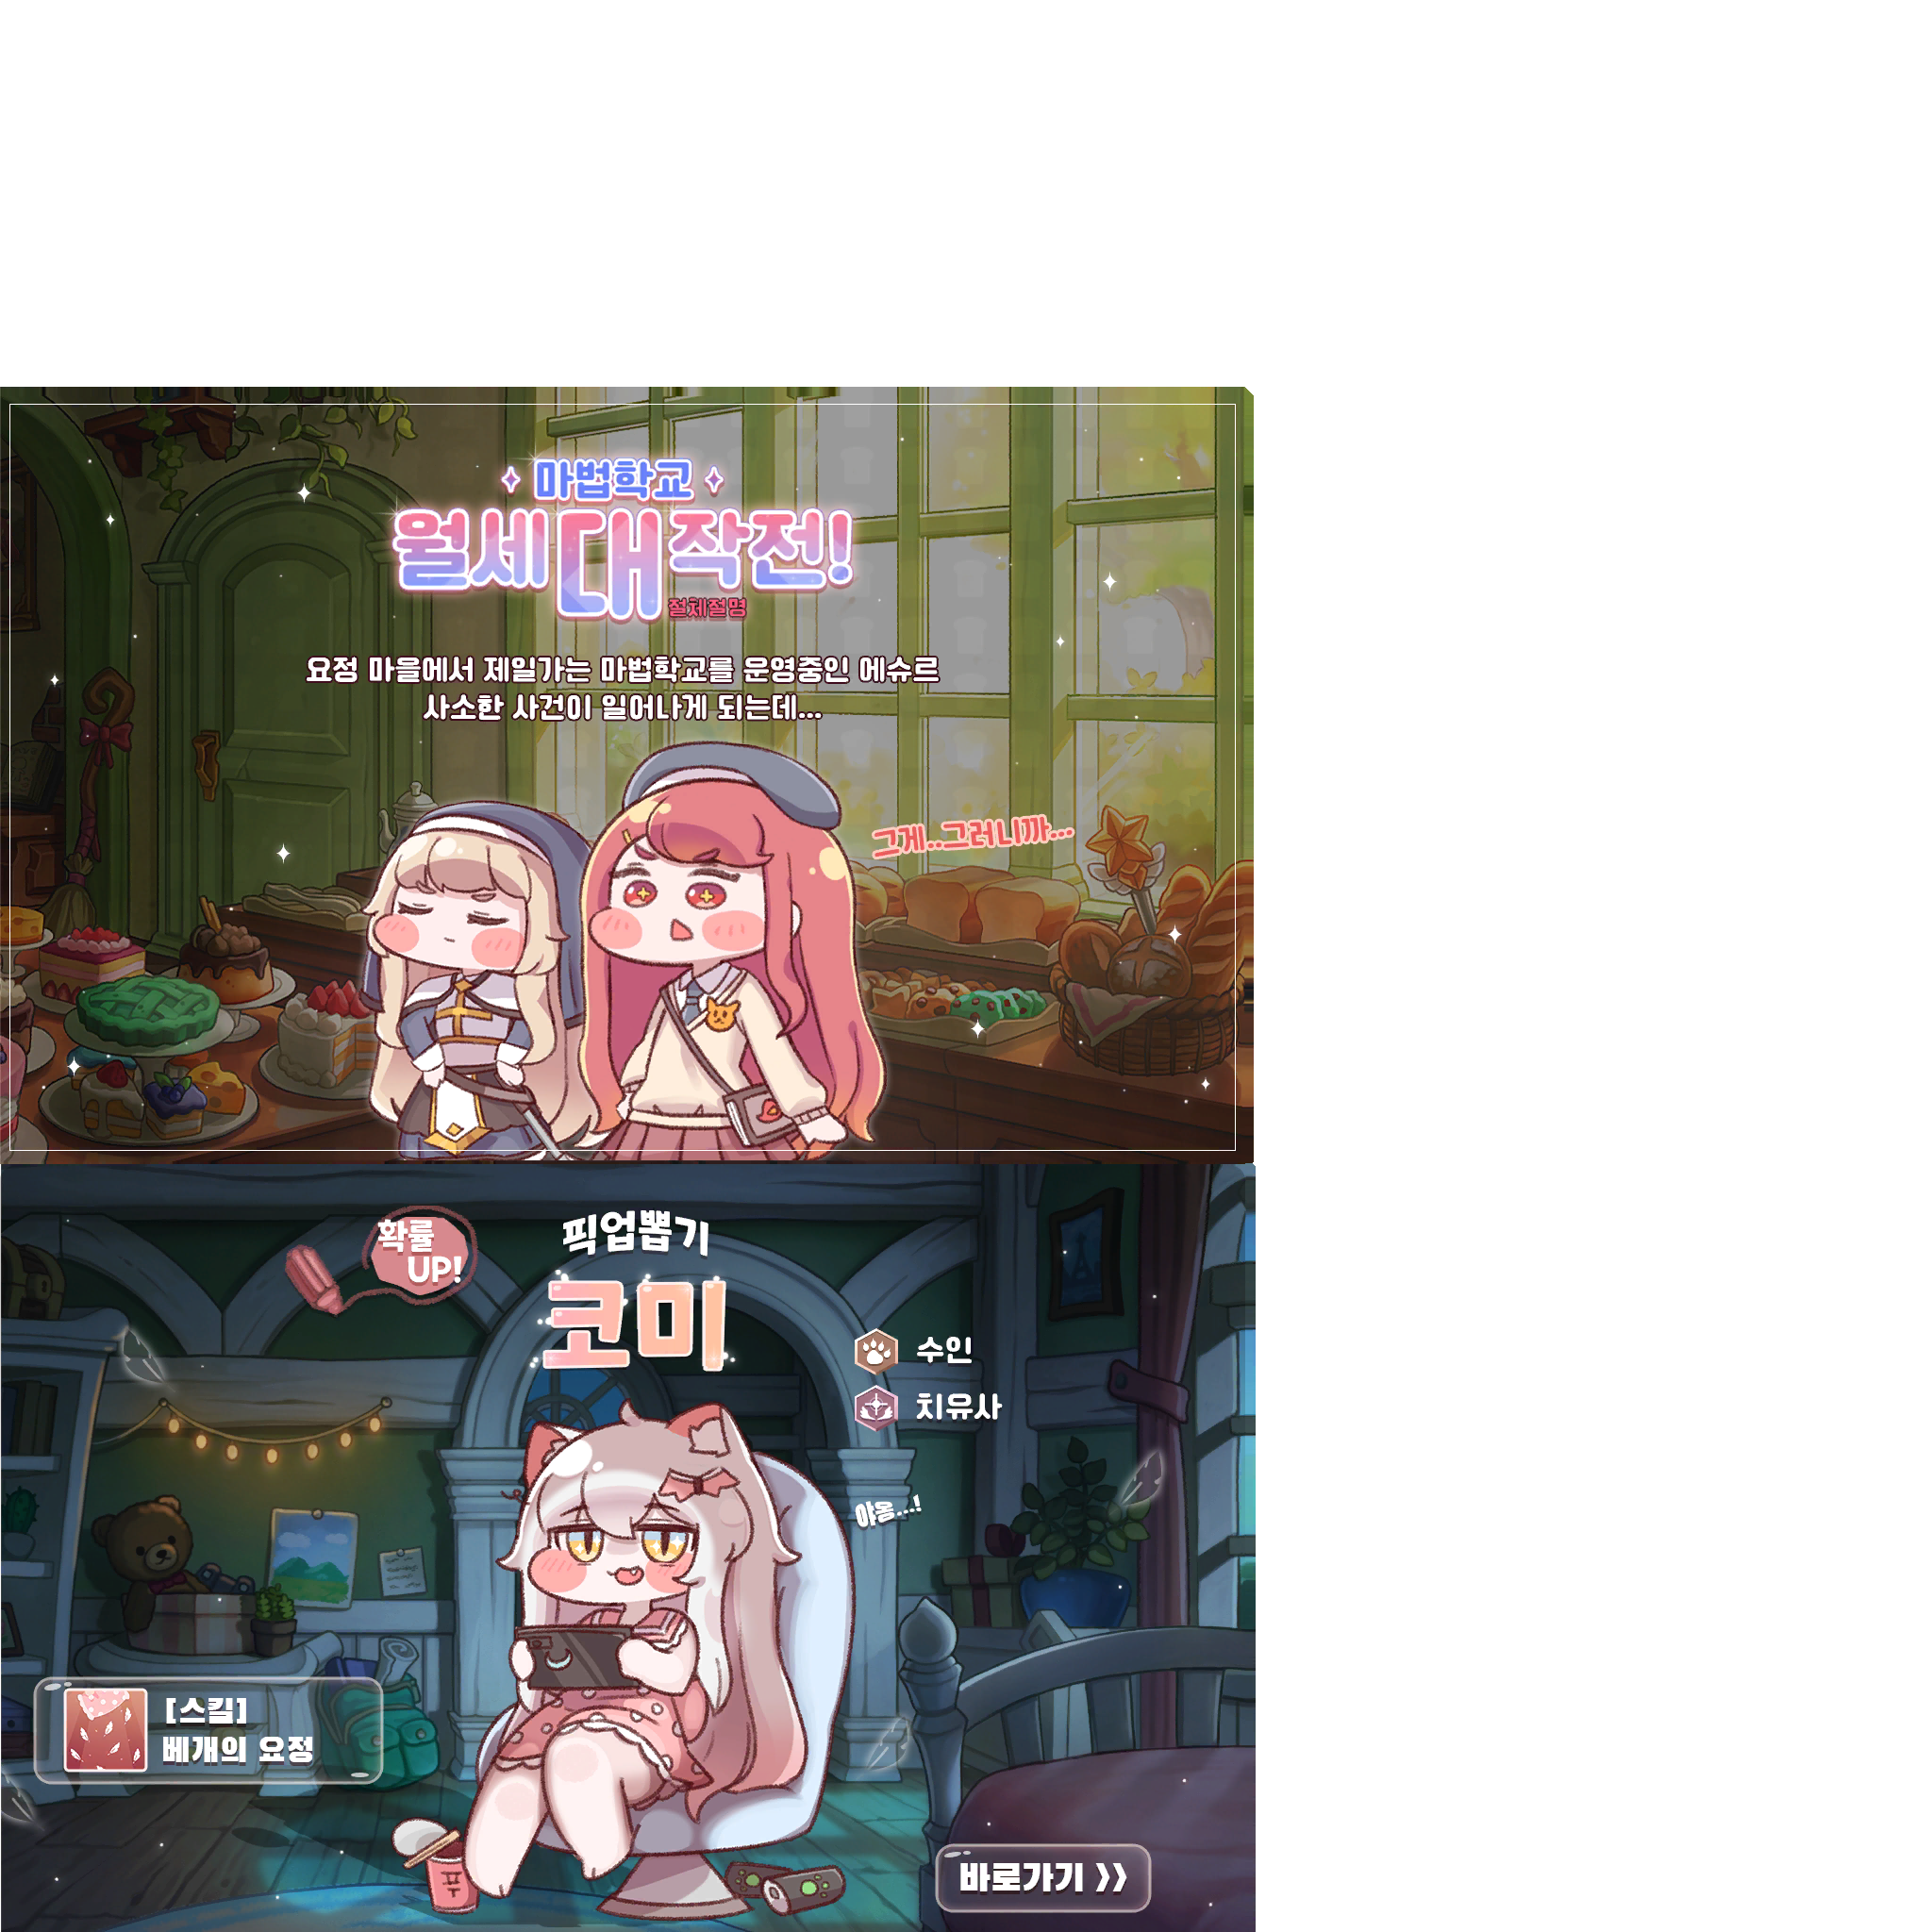 마법학교
월세대작전!
절체절명
요정 마을에서 제일가는 마법학교를 운영중인 에슈르
사소한 사건이 일어나게 되는데...
그게..그러니까...
확률
UP!
픽업뽑기
코미
수인
치유사
야옹...!
[스킬]
베개의 요정
푸
바로가기 》